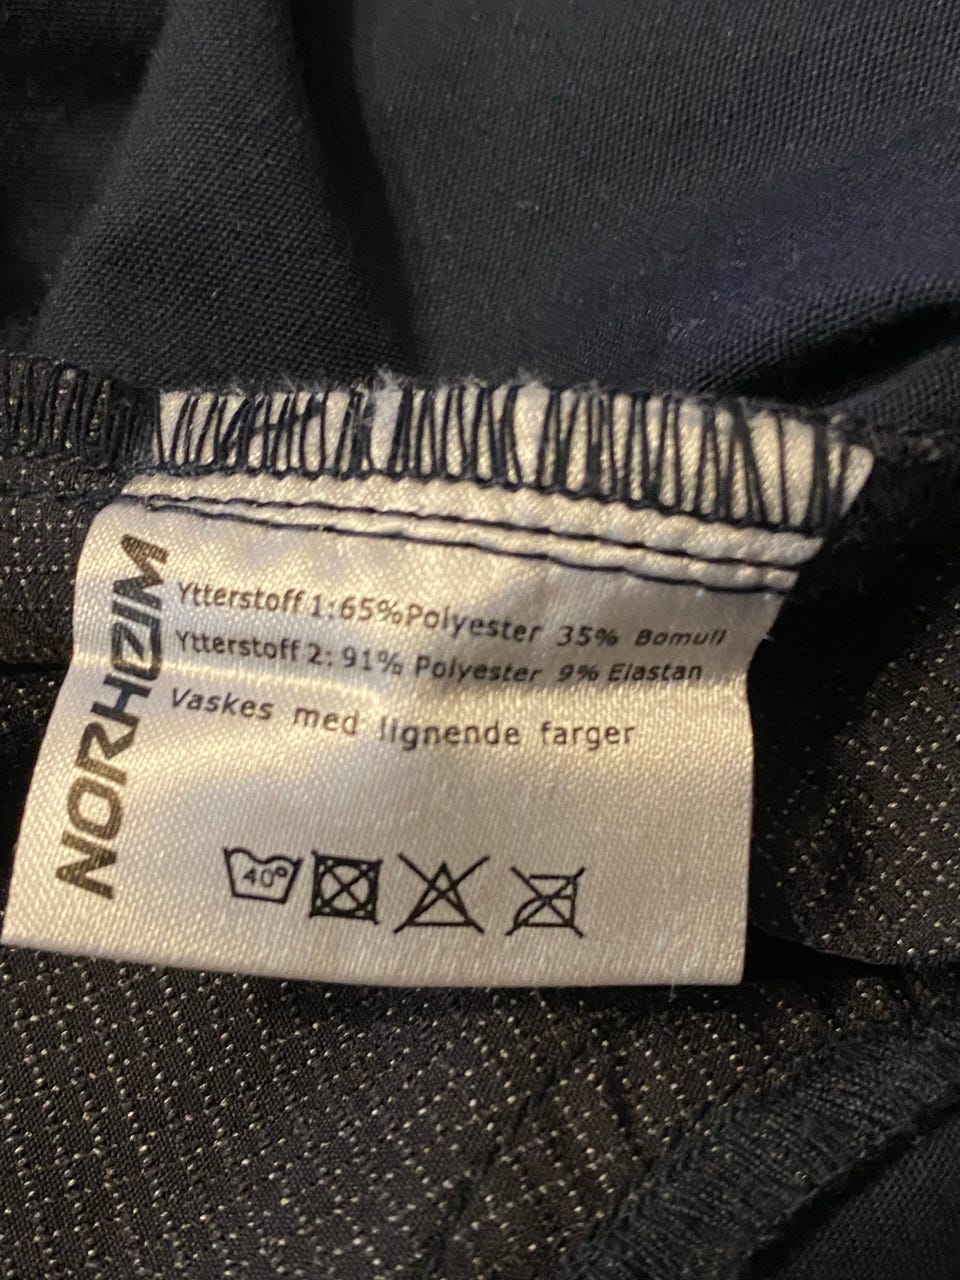 NORHEIM
Ytterstoff 1:65%Polyester 35% Bomull
Ytterstoff 2: 91% Polyester 9% Elastan
Vaskes med lignende farger
40°